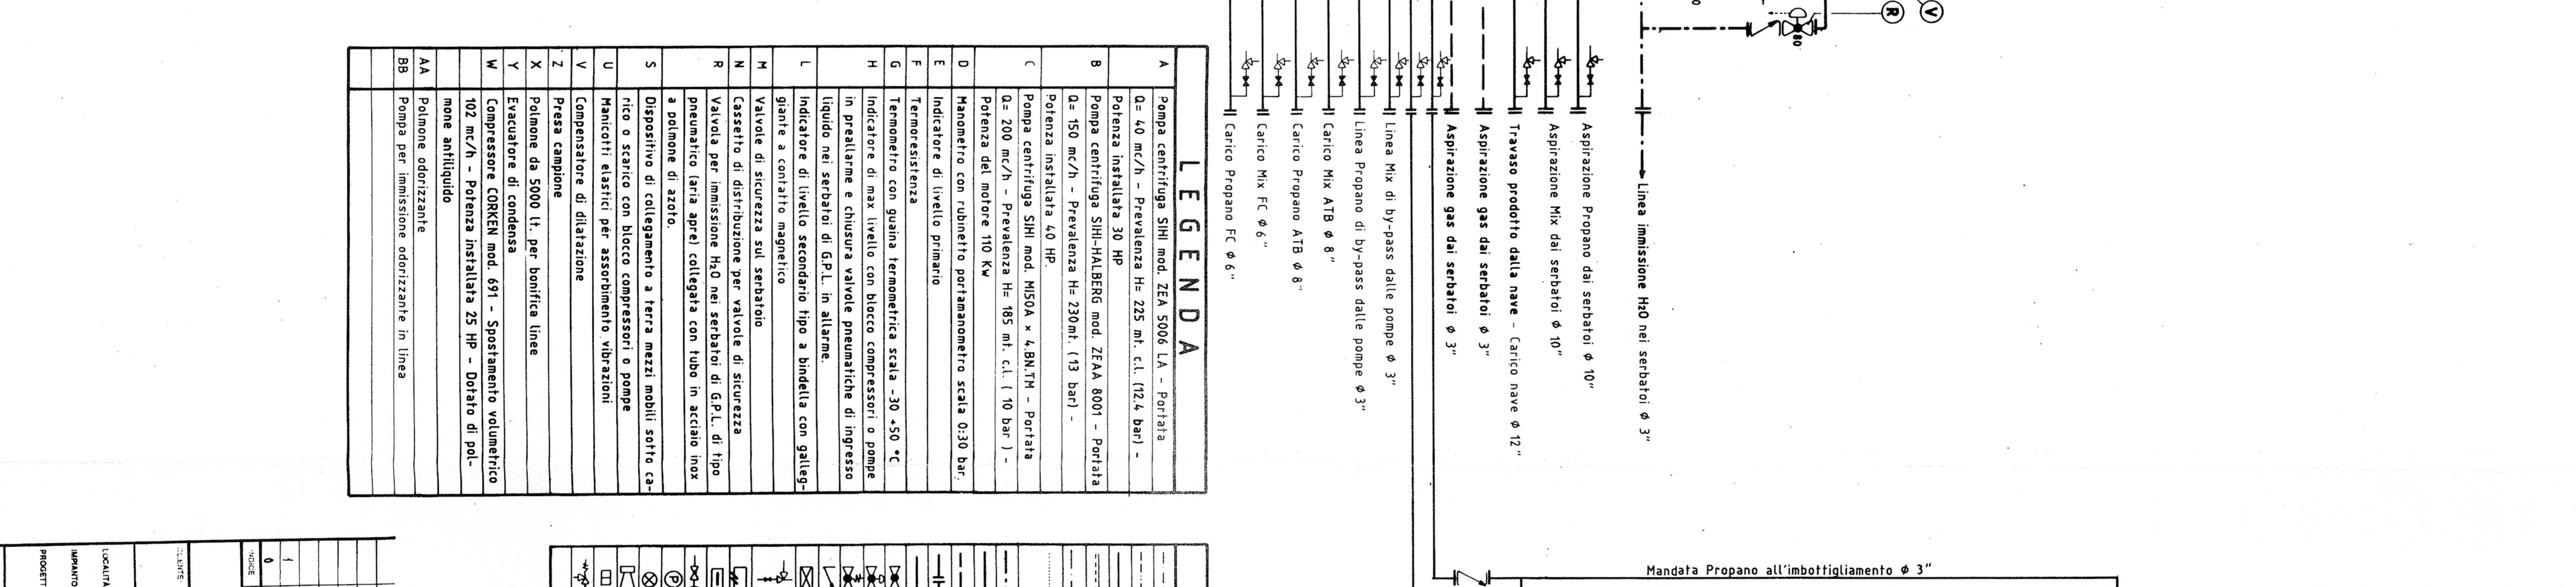 R
V
80
Linea immissione H2O nei serbatoi ø 3"
Aspirazione Propano dai serbatoi ø 10"
Aspirazione Mix dai serbatoi ø 10"
Travaso prodotto dalla nave - Carico nave ø 12"
Aspirazione gas dai serbatoi ø 3"
Aspirazione gas dai serbatoi ø 3"
Linea Mix di by-pass dalle pompe ø 3"
Linea Propano di by-pass dalle pompe ø 3"
Carico Mix ATB ø 8"
Carico Propano ATB ø 8"
Carico Mix FC ø 6"
Carico Propano FC ø 6"
LEGENDA
A Pompa centrifuga SIHI mod. ZEA 5006 LA - Portata
Q= 40 mc/h - Prevalenza H= 225 mt. c.l. (12.4 bar) -
Potenza installata 30 HP
B Pompa centrifuga SIHI-HALBERG mod. ZEAA 8001 - Portata
Q= 150 mc/h - Prevalenza H= 230mt. (13 bar) -
Potenza installata 40 HP.
C Pompa centrifuga SIHI mod. MI50A x 4.BN.TM - Portata
Q= 200 mc/h - Prevalenza H= 185 mt. c.l. ( 10 bar ) -
Potenza del motore 110 Kw
D Manometro con rubinetto portamanometro scala 0:30 bar.
E Indicatore di livello primario
F Termoresistenza
G Termometro con guaina termometrica scala -30 +50 °C
H Indicatore di max livello con blocco compressori o pompe
in preallarme e chiusura valvole pneumatiche di ingresso
liquido nei serbatoi di G.P.L. in allarme.
L Indicatore di livello secondario tipo a bindella con galleg-
giante a contatto magnetico
M Valvole di sicurezza sul serbatoio
N Cassetto di distribuzione per valvole di sicurezza
R Valvola per immissione H2O nei serbatoi di G.P.L. di tipo
pneumatico (aria apre) collegata con tubo in acciaio inox
a polmone di azoto.
S Dispositivo di collegamento a terra mezzi mobili sotto ca-
rico o scarico con blocco compressori o pompe
U Manicotti elastici per assorbimento vibrazioni
V Compensatore di dilatazione
Z Presa campione
X Polmone da 5000 lt. per bonifica linee
Y Evacuatore di condensa
W Compressore CORKEN mod. 691 - Spostamento volumetrico
102 mc/h - Potenza installata 25 HP - Dotato di pol-
mone antiliquido
AA Polmone odorizzante
BB Pompa per immissione odorizzante in linea
Mandata Propano all'imbottigliamento ø 3"
P
1
0
INDICE
LOCALITÀ
IMPIANTO
PROGETT